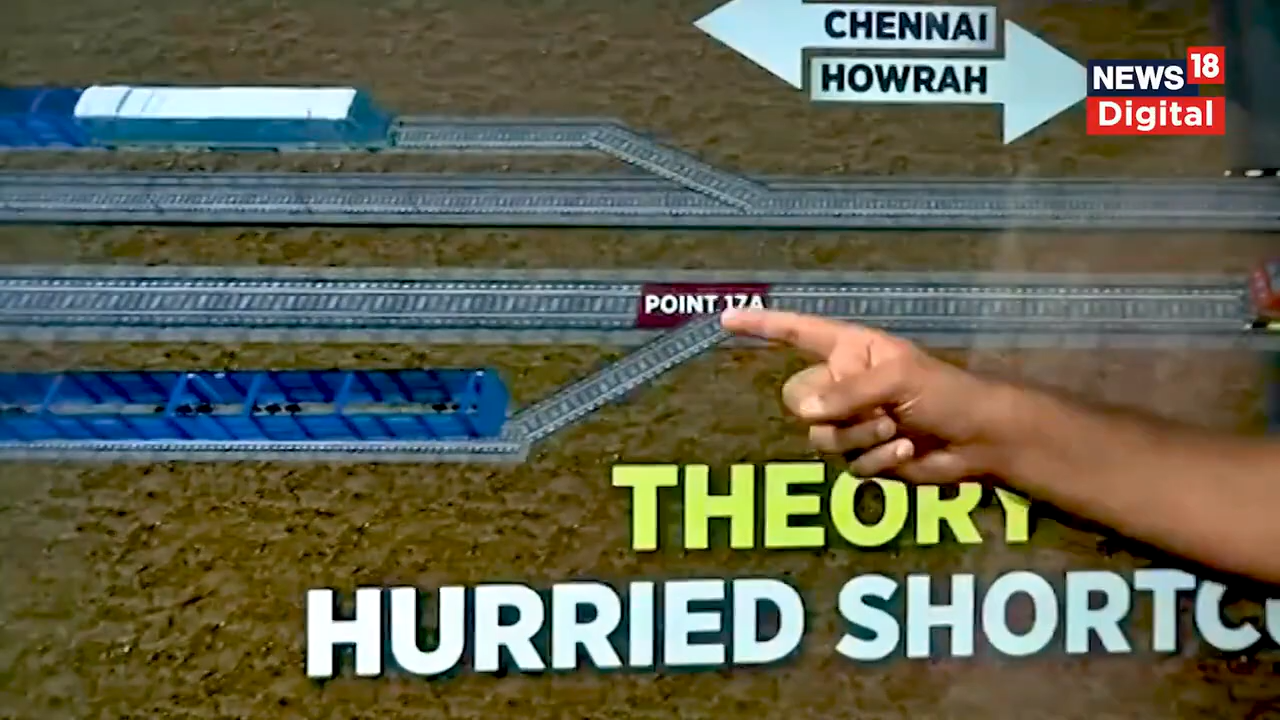 CHENNAI
HOWRAH
NEWS 18
Digital
POINT 17A
THEORY
HURRIED SHORTC